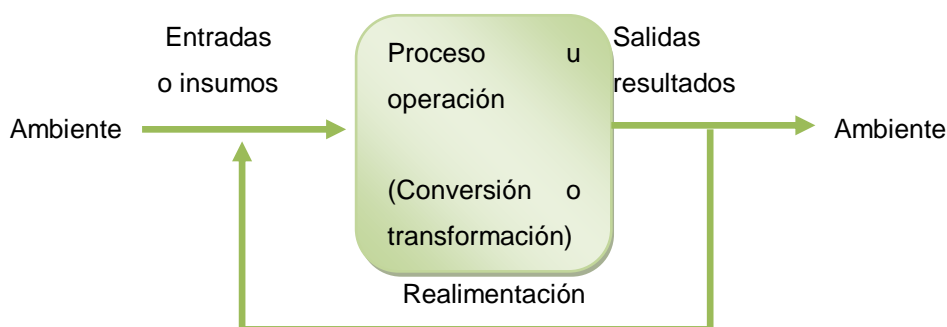 Entradas
o insumos
Proceso u
operación
(Conversión o
transformación)
Salidas
resultados
Ambiente
Ambiente
Realimentación